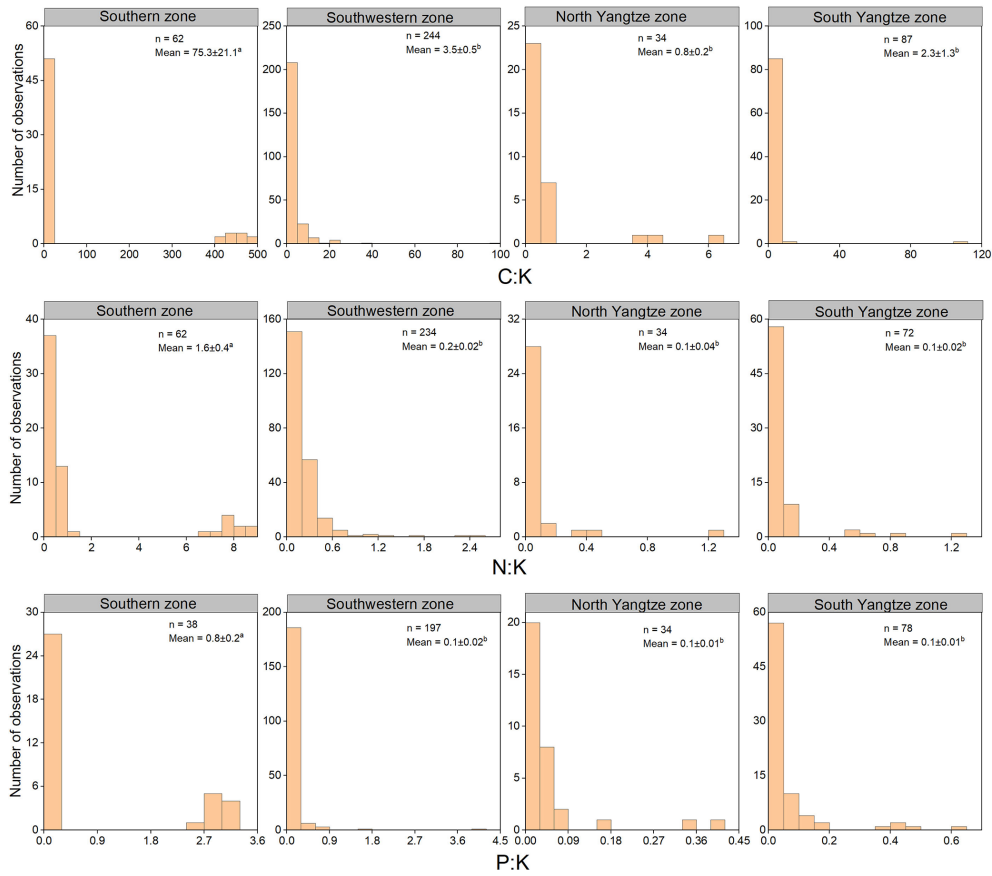 Southern zone
Southwestern zone
North Yangtze zone
South Yangtze zone
n = 62
Mean = 75.3±21.1ᵃ
n = 244
Mean = 3.5±0.5ᵇ
n = 34
Mean = 0.8±0.2ᵇ
n = 87
Mean = 2.3±1.3ᵇ
Number of observations
60
45
30
15
0
0 100 200 300 400 500
250
200
150
100
50
0
0 20 40 60 80 100
25
20
15
10
5
0
0 2 4 6
100
80
60
40
20
0
0 40 80 120
C:K
Southern zone
Southwestern zone
North Yangtze zone
South Yangtze zone
n = 62
Mean = 1.6±0.4ᵃ
n = 234
Mean = 0.2±0.02ᵇ
n = 34
Mean = 0.1±0.04ᵇ
n = 72
Mean = 0.1±0.02ᵇ
Number of observations
40
30
20
10
0
0 2 4 6 8
160
120
80
40
0
0.0 0.6 1.2 1.8 2.4
32
24
16
8
0
0.0 0.4 0.8 1.2
60
45
30
15
0
0.0 0.4 0.8 1.2
N:K
Southern zone
Southwestern zone
North Yangtze zone
South Yangtze zone
n = 38
Mean = 0.8±0.2ᵃ
n = 197
Mean = 0.1±0.02ᵇ
n = 34
Mean = 0.1±0.01ᵇ
n = 78
Mean = 0.1±0.01ᵇ
Number of observations
30
24
18
12
6
0
0.0 0.9 1.8 2.7 3.6
200
150
100
50
0
0.0 0.9 1.8 2.7 3.6 4.5
20
15
10
5
0
0.00 0.09 0.18 0.27 0.36 0.45
60
45
30
15
0
0.0 0.2 0.4 0.6
P:K